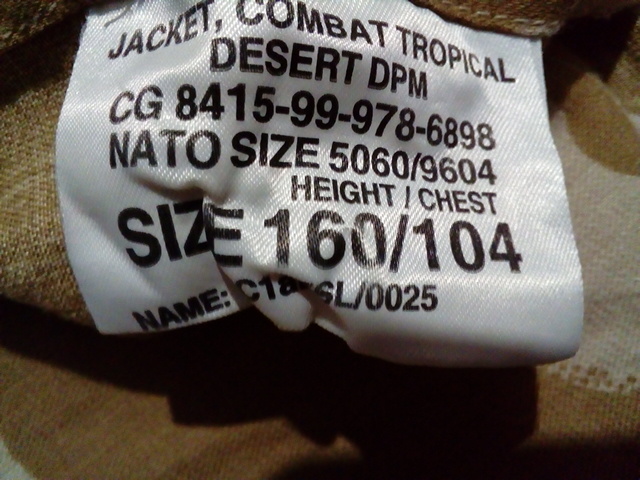 JACKET, COMBAT TROPICAL
DESERT DPM
CG 8415-99-978-6898
NATO SIZE 5060/9604
HEIGHT / CHEST
SIZE 160/104
NAME: